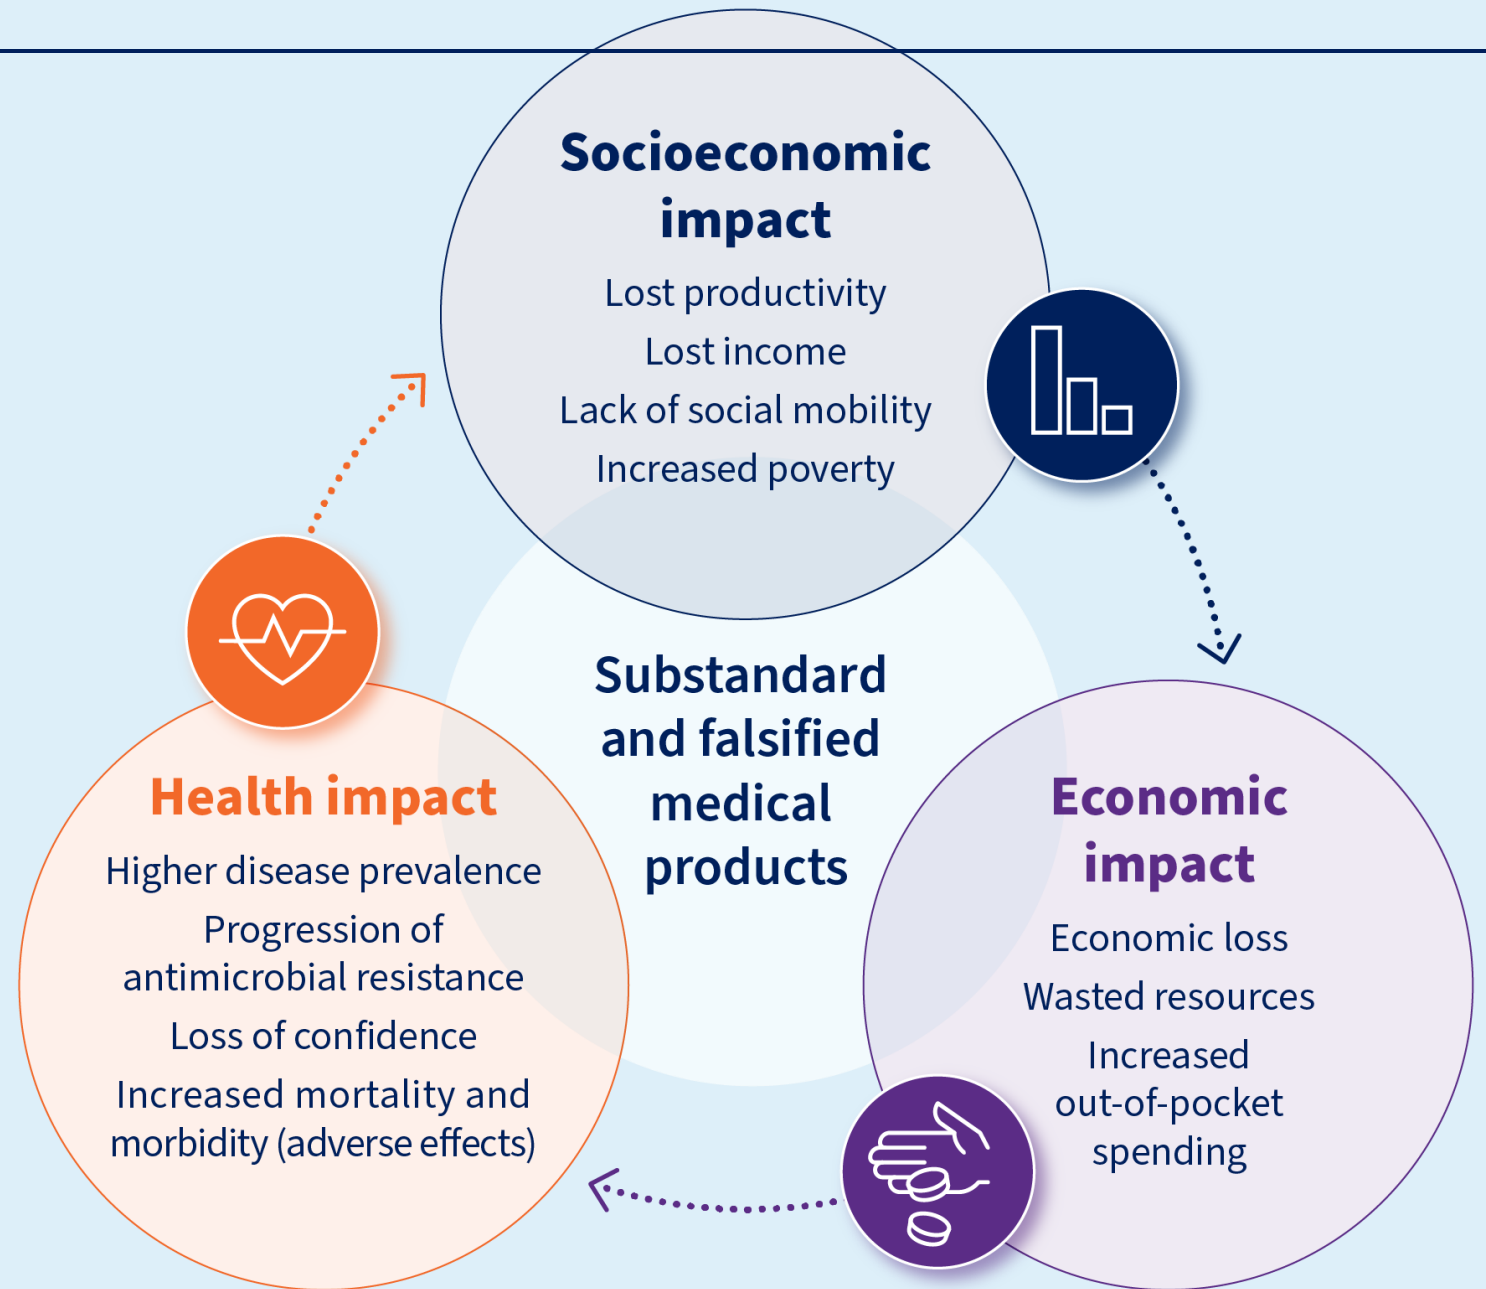 Socioeconomic
impact
Lost productivity
Lost income
Lack of social mobility
Increased poverty
Substandard
and falsified
medical
products
Health impact
Higher disease prevalence
Progression of
antimicrobial resistance
Loss of confidence
Increased mortality and
morbidity (adverse effects)
Economic
impact
Economic loss
Wasted resources
Increased
out-of-pocket
spending